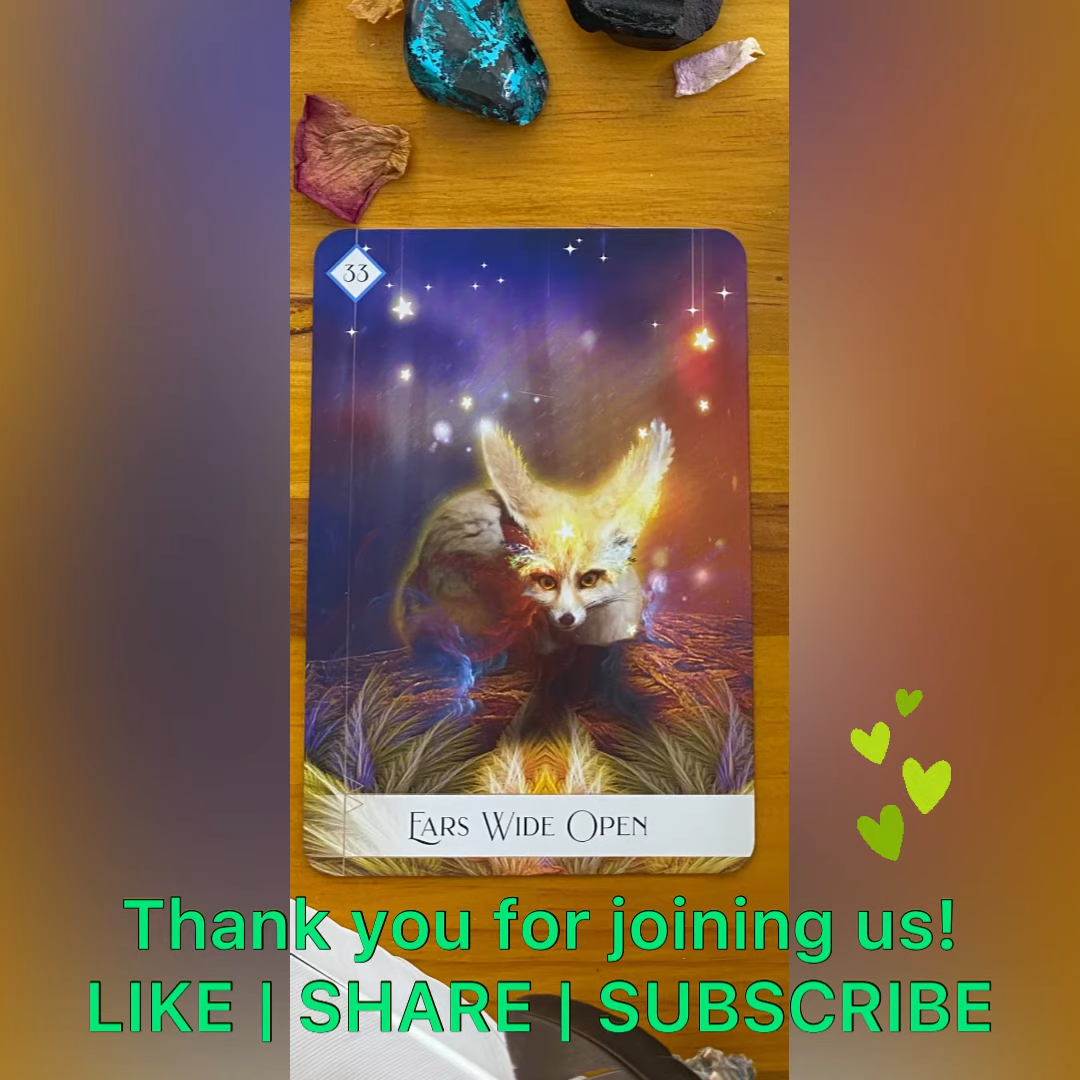 33
EARS WIDE OPEN
Thank you for joining us!
LIKE | SHARE | SUBSCRIBE